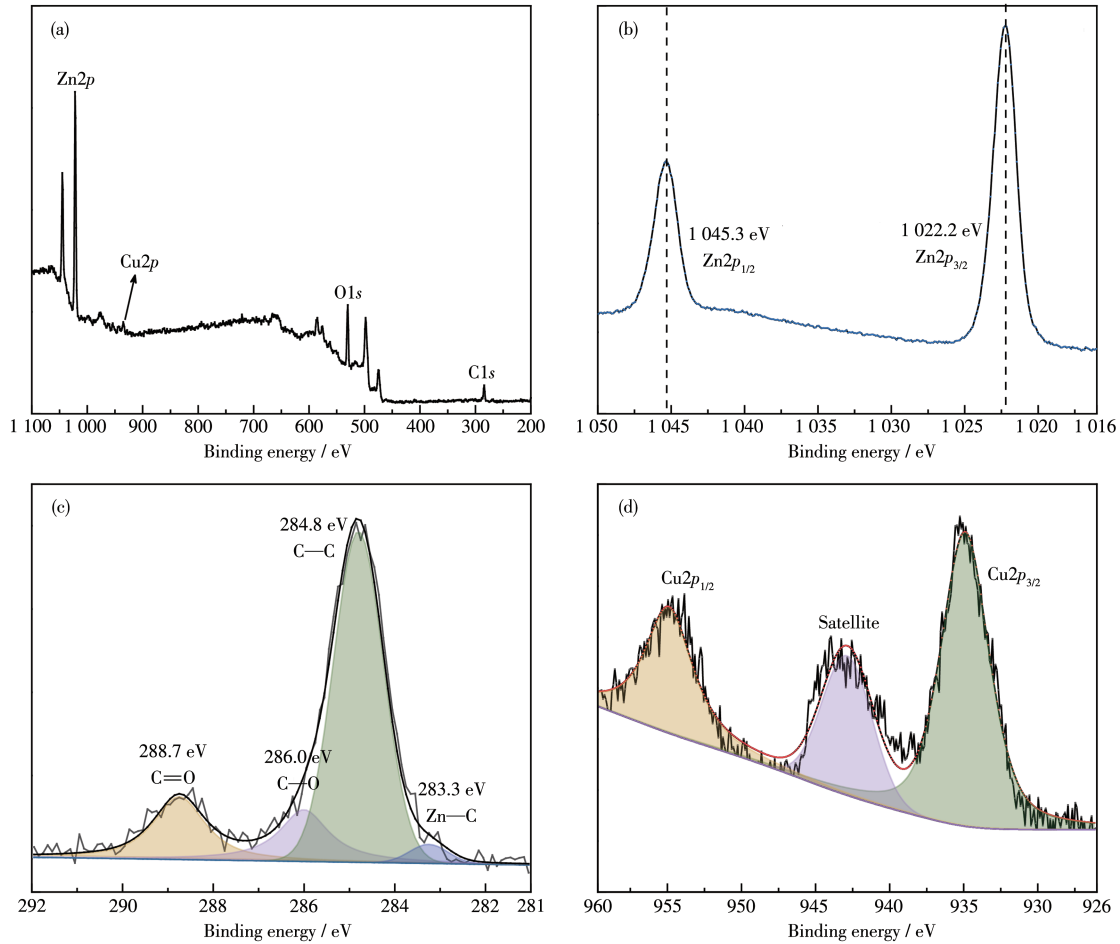 (a)
Zn2p
Cu2p
O1s
C1s
1 100 1 000 900 800 700 600 500 400 300 200
Binding energy / eV
(b)
1 045.3 eV
Zn2p1/2
1 022.2 eV
Zn2p3/2
1 050 1 045 1 040 1 035 1 030 1 025 1 020 1 016
Binding energy / eV
(c)
284.8 eV
C—C
288.7 eV
C=O
286.0 eV
C—O
283.3 eV
Zn—C
292 290 288 286 284 282 281
Binding energy / eV
(d)
Cu2p1/2
Satellite
Cu2p3/2
960 955 950 945 940 935 930 926
Binding energy / eV